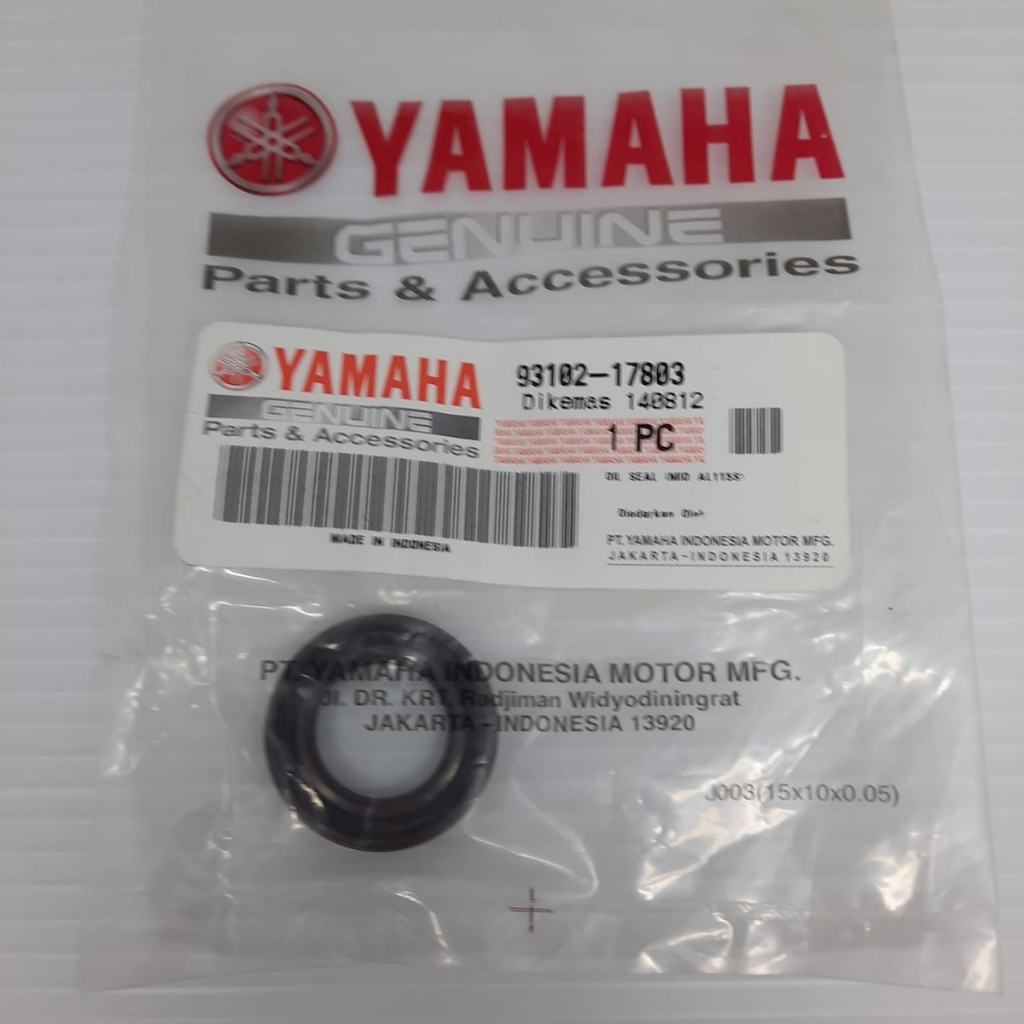 YAMAHA
GENUINE
Parts & Accessories
YAMAHA
GENUINE
Parts & Accessories
93102-17803
Dikemas 140812
1 PC
OIL SEAL (MIO AL115S)
MADE IN INDONESIA
Diedarkan Oleh
PT. YAMAHA INDONESIA MOTOR MFG.
JAKARTA-INDONESIA 13920
PT. YAMAHA INDONESIA MOTOR MFG.
Jl. DR. KRT. Radjiman Widyodiningrat
JAKARTA-INDONESIA 13920
J003(15x10x0.05)